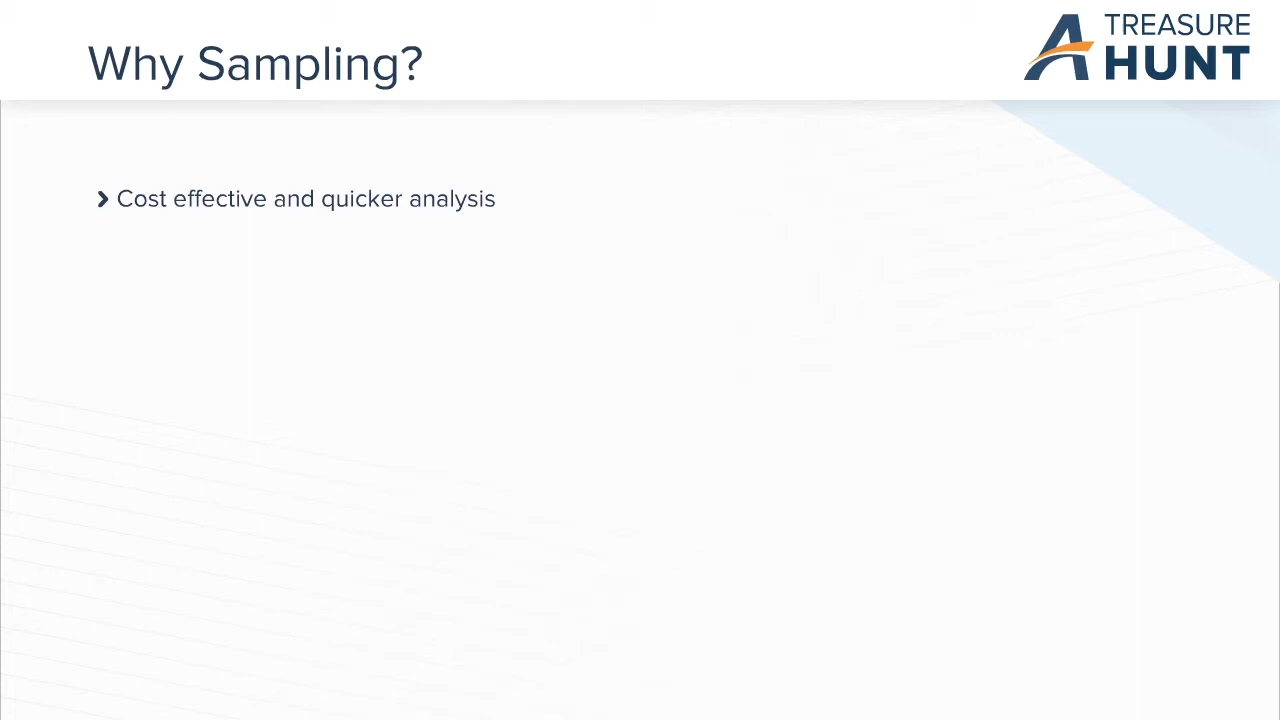 Why Sampling?
TREASURE
HUNT
Cost effective and quicker analysis